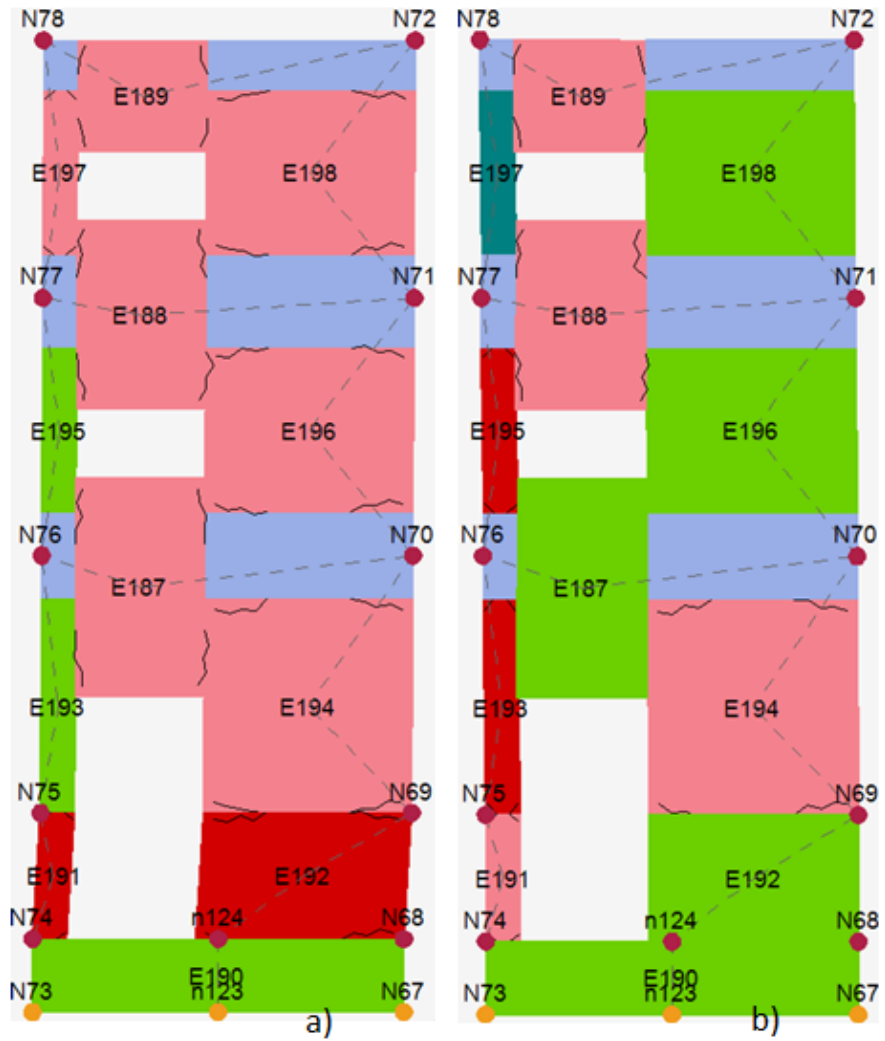 N78 N72 N78 N72
E189 E189
E197 E198 E197 E198
N77 N71 N77 N71
E188 E188
E195 E196 E195 E196
N76 N70 N76 N70
E187 E187
E193 E194 E193 E194
N75 N69 N75 N69
E191 E192 E191 E192
N74 n124 N68 N74 n124 N68
E190 E190
N73 n123 N67 N73 n123 N67
a) b)